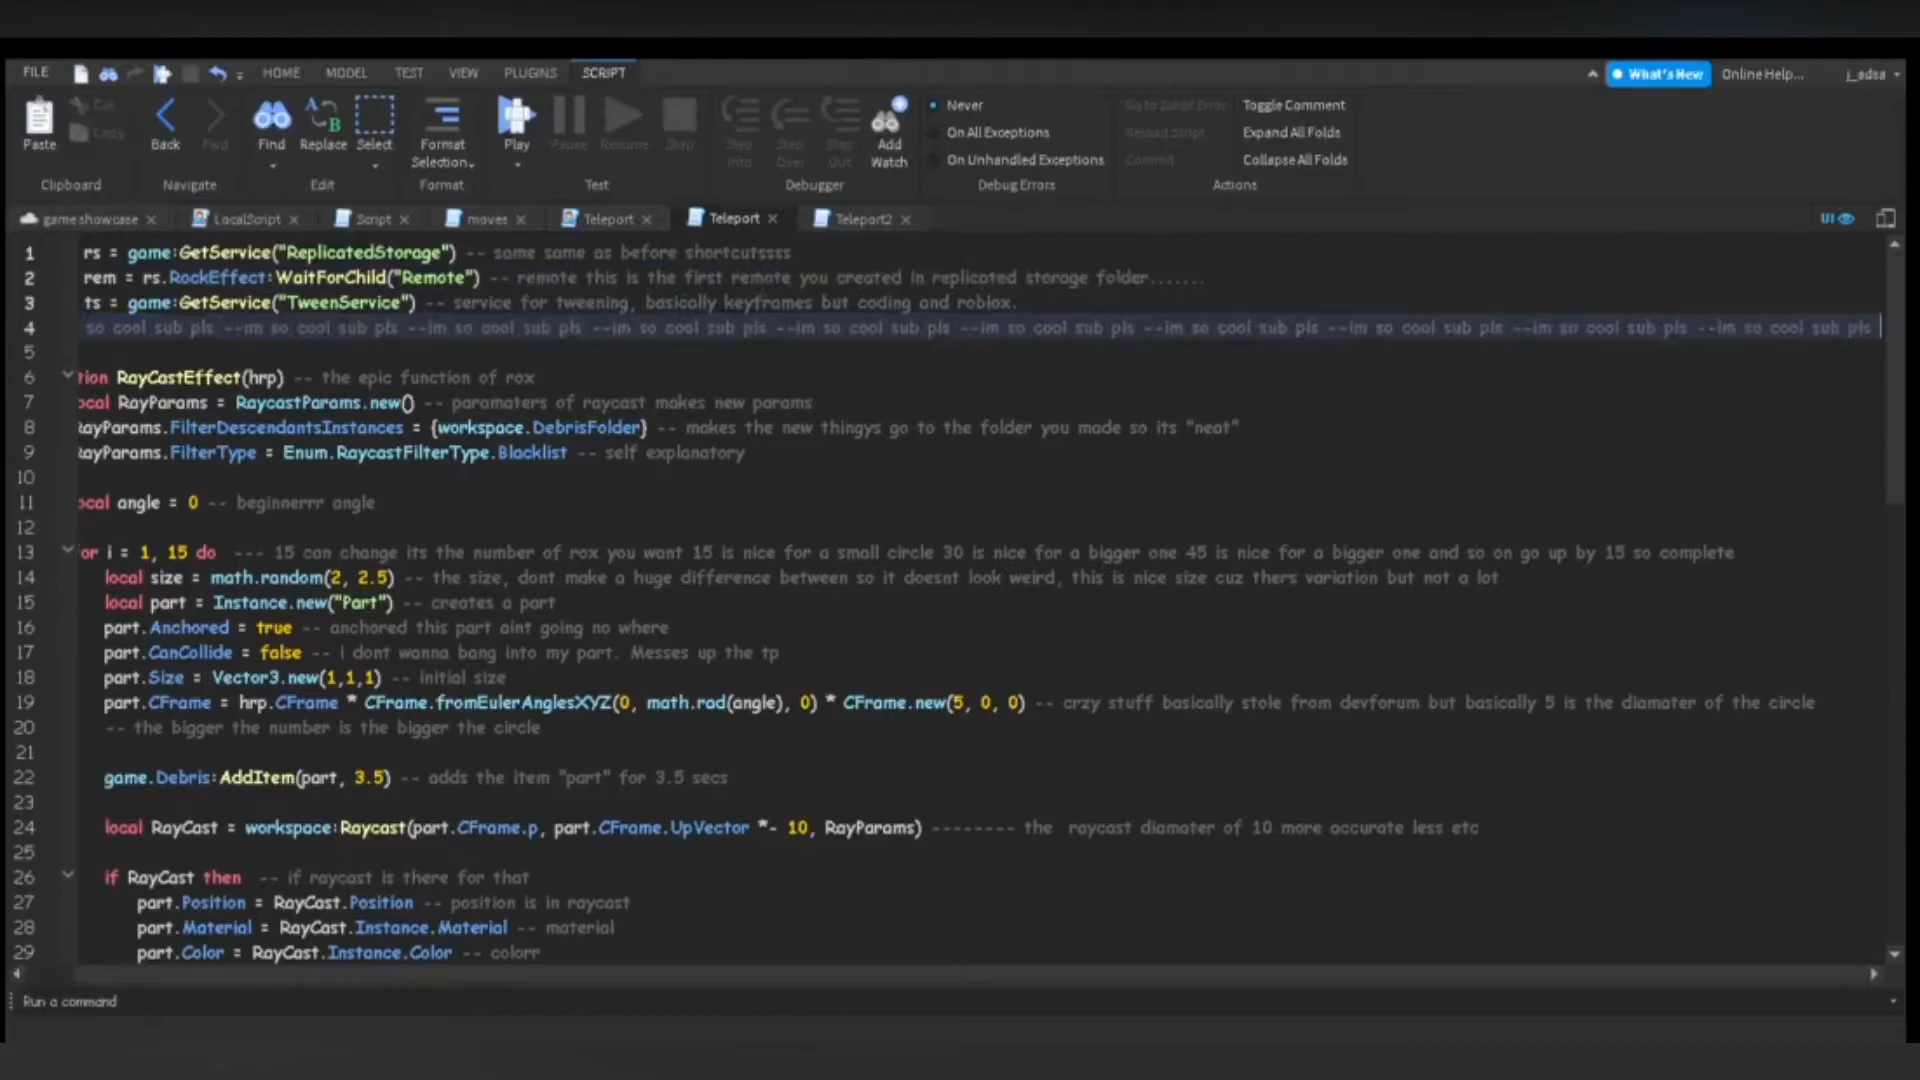 FILE HOME MODEL TEST VIEW PLUGINS SCRIPT What's New Online Help... j_adsa
Paste Cut Copy Back Fwd Find Replace Select Format Selection Play Pause Resume Stop Step Into Step Over Step Out Add Watch Never On All Exceptions On Unhandled Exceptions Go to Script Error Reload Script Commit Toggle Comment Expand All Folds Collapse All Folds
Clipboard Navigate Edit Format Test Debugger Debug Errors Actions
game showcase LocalScript Script moves Teleport Teleport Teleport2 UI
1 rs = game:GetService("ReplicatedStorage") -- same same as before shortcutssss
2 rem = rs.RockEffect:WaitForChild("Remote") -- remote this is the first remote you created in replicated storage folder.......
3 ts = game:GetService("TweenService") -- service for tweening, basically keyframes but coding and roblox.
4 so cool sub pls --im so cool sub pls --im so cool sub pls --im so cool sub pls --im so cool sub pls --im so cool sub pls --im so cool sub pls --im so cool sub pls --im so cool sub pls --im so cool sub pls
5
6 tion RayCastEffect(hrp) -- the epic function of rox
7 ocal RayParams = RaycastParams.new() -- paramaters of raycast makes new params
8 RayParams.FilterDescendantsInstances = {workspace.DebrisFolder} -- makes the new thingys go to the folder you made so its "neat"
9 RayParams.FilterType = Enum.RaycastFilterType.Blacklist -- self explanatory
10
11 ocal angle = 0 -- beginnerrr angle
12
13 or i = 1, 15 do --- 15 can change its the number of rox you want 15 is nice for a small circle 30 is nice for a bigger one 45 is nice for a bigger one and so on go up by 15 so complete
14 local size = math.random(2, 2.5) -- the size, dont make a huge difference between so it doesnt look weird, this is nice size cuz thers variation but not a lot
15 local part = Instance.new("Part") -- creates a part
16 part.Anchored = true -- anchored this part aint going no where
17 part.CanCollide = false -- i dont wanna bang into my part. Messes up the tp
18 part.Size = Vector3.new(1,1,1) -- initial size
19 part.CFrame = hrp.CFrame * CFrame.fromEulerAnglesXYZ(0, math.rad(angle), 0) * CFrame.new(5, 0, 0) -- crzy stuff basically stole from devforum but basically 5 is the diamater of the circle
20 -- the bigger the number is the bigger the circle
21
22 game.Debris:AddItem(part, 3.5) -- adds the item "part" for 3.5 secs
23
24 local RayCast = workspace:Raycast(part.CFrame.p, part.CFrame.UpVector *- 10, RayParams) -------- the raycast diamater of 10 more accurate less etc
25
26 if RayCast then -- if raycast is there for that
27 part.Position = RayCast.Position -- position is in raycast
28 part.Material = RayCast.Instance.Material -- material
29 part.Color = RayCast.Instance.Color -- colorr
Run a command